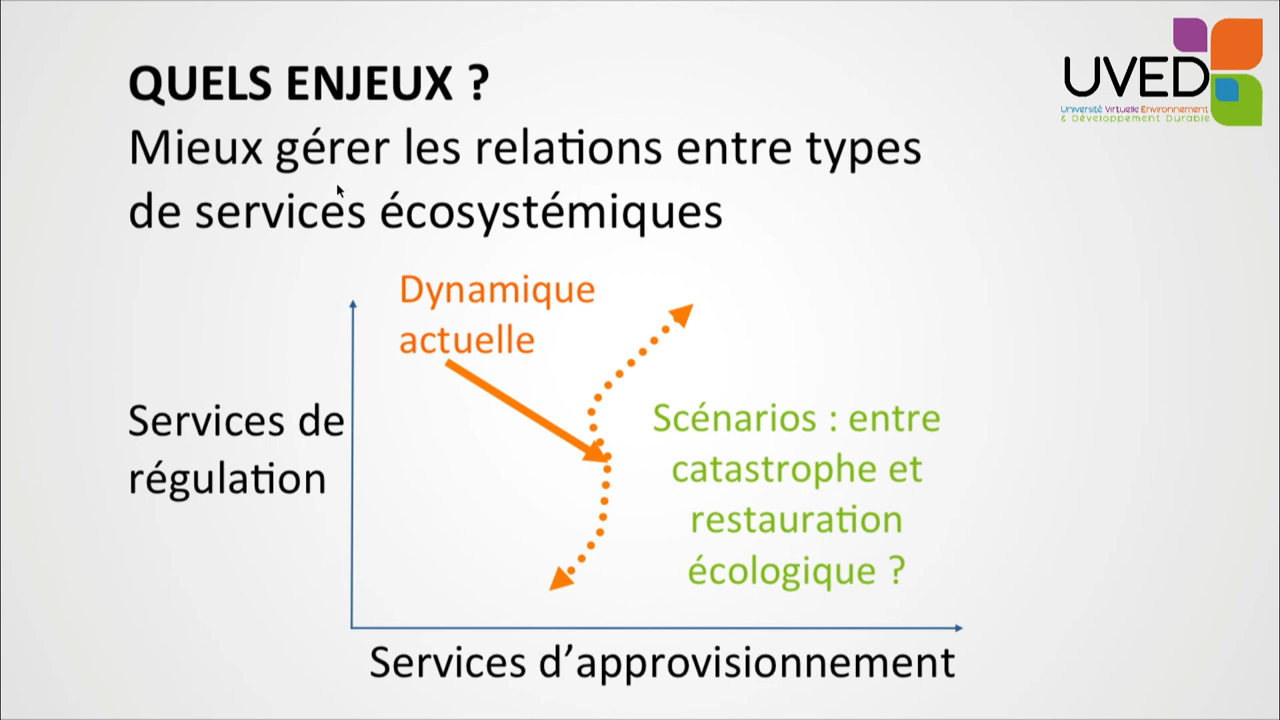 QUELS ENJEUX ?
Mieux gérer les relations entre types
de services écosystémiques
UVED
Université Virtuelle Environnement
& Développement Durable
Dynamique
actuelle
Services de
régulation
Scénarios : entre
catastrophe et
restauration
écologique ?
Services d’approvisionnement